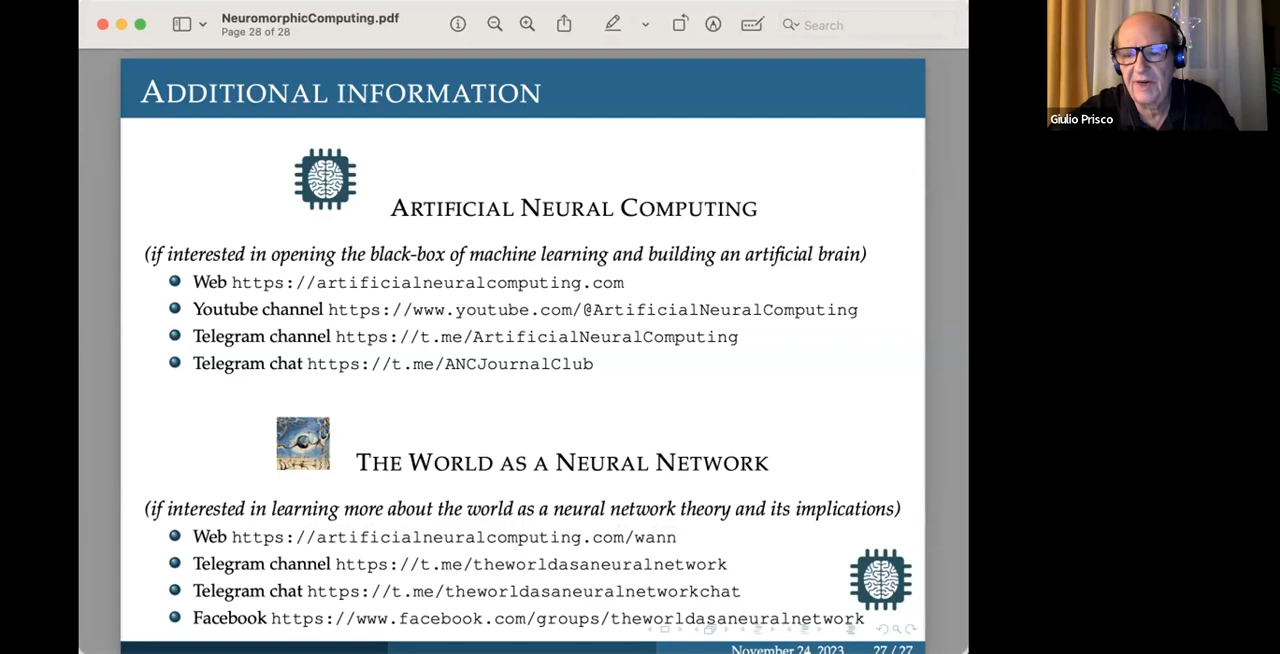 NeuromorphicComputing.pdf
Page 28 of 28
Search
ADDITIONAL INFORMATION
ARTIFICIAL NEURAL COMPUTING
(if interested in opening the black-box of machine learning and building an artificial brain)
Web https://artificialneuralcomputing.com
Youtube channel https://www.youtube.com/@ArtificialNeuralComputing
Telegram channel https://t.me/ArtificialNeuralComputing
Telegram chat https://t.me/ANCJournalClub
THE WORLD AS A NEURAL NETWORK
(if interested in learning more about the world as a neural network theory and its implications)
Web https://artificialneuralcomputing.com/wann
Telegram channel https://t.me/theworldasaneuralnetwork
Telegram chat https://t.me/theworldasaneuralnetworkchat
Facebook https://www.facebook.com/groups/theworldasaneuralnetwork
November 24, 2023 27 / 27
Giulio Prisco